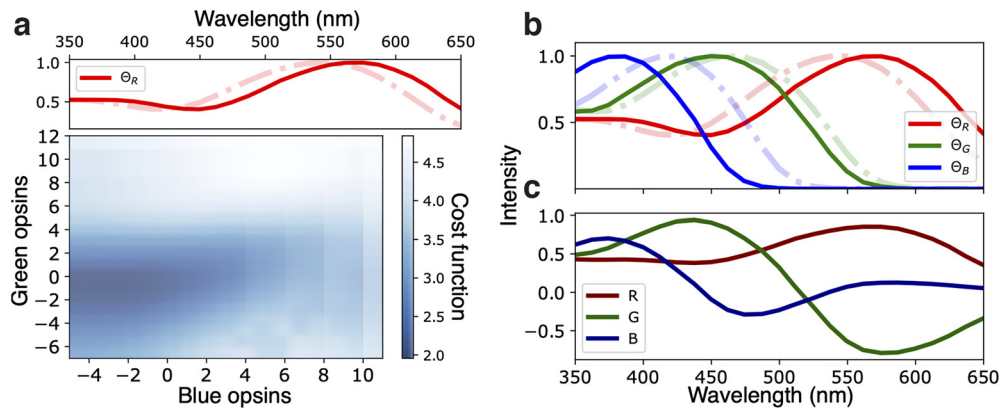 a
Wavelength (nm)
350 400 450 500 550 600 650
1.0
0.5
Θ_R
12
10
8
6
4
2
0
−2
−4
−6
Green opsins
−4 −2 0 2 4 6 8 10
Blue opsins
4.5
4.0
3.5
3.0
2.5
2.0
Cost function
b
1.0
0.5
Θ_R
Θ_G
Θ_B
Intensity
c
1.0
0.5
0.0
−0.5
R
G
B
350 400 450 500 550 600 650
Wavelength (nm)